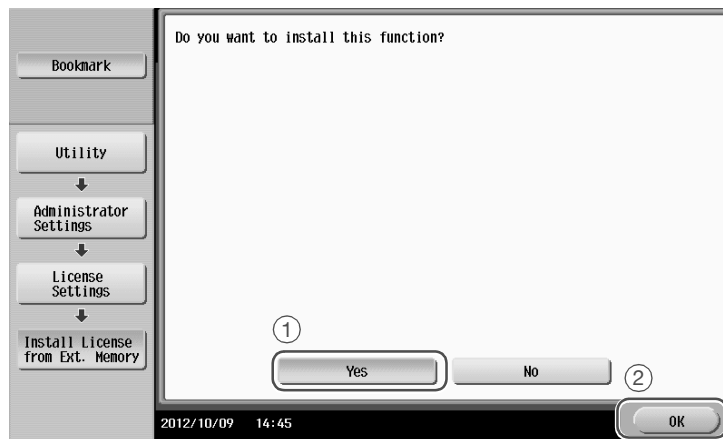 Do you want to install this function?
Bookmark
Utility
Administrator
Settings
License
Settings
Install License
from Ext. Memory
1
Yes
No
2
2012/10/09 14:45
OK